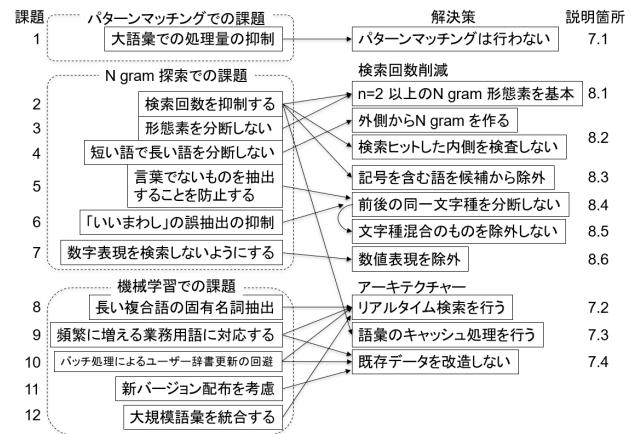 課題 パターンマッチングでの課題 解決策 説明箇所
1 大語彙での処理量の抑制 パターンマッチングは行わない 7.1
N gram 探索での課題 検索回数削減
2 検索回数を抑制する n=2 以上のN gram 形態素を基本 8.1
3 形態素を分断しない 外側からN gram を作る
4 短い語で長い語を分断しない 検索ヒットした内側を検査しない 8.2
5 言葉でないものを抽出
することを防止する 記号を含む語を候補から除外 8.3
前後の同一文字種を分断しない 8.4
6 「いいまわし」の誤抽出の抑制 文字種混合のものを除外しない 8.5
7 数字表現を検索しないようにする 数値表現を除外 8.6
機械学習での課題 アーキテクチャー
8 長い複合語の固有名詞抽出 リアルタイム検索を行う 7.2
9 頻繁に増える業務用語に対応する 語彙のキャッシュ処理を行う 7.3
10 バッチ処理によるユーザー辞書更新の回避 既存データを改造しない 7.4
11 新バージョン配布を考慮
12 大規模語彙を統合する